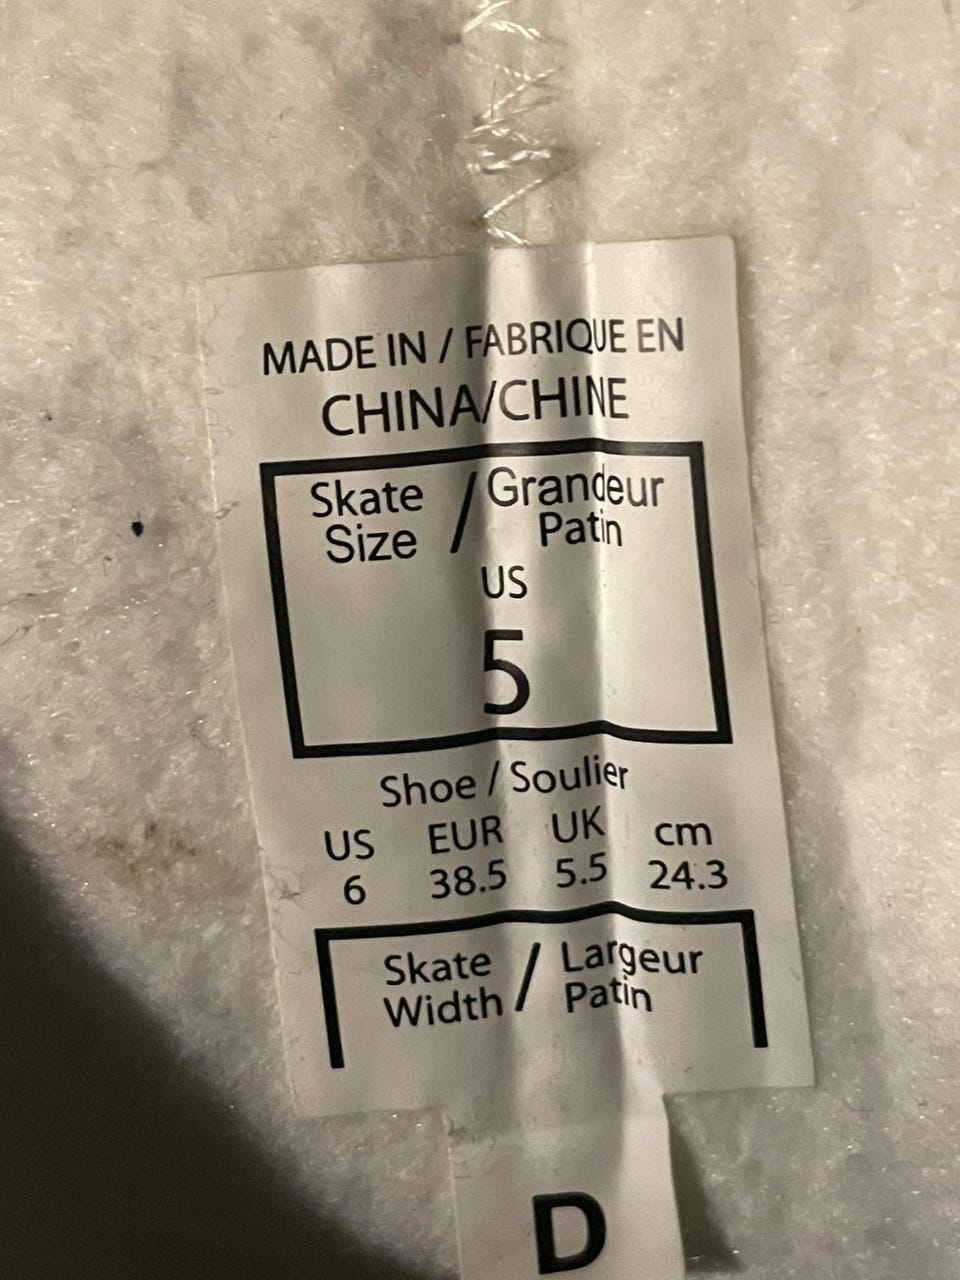 MADE IN / FABRIQUE EN
CHINA/CHINE
Skate / Grandeur
Size Patin
US
5
Shoe / Soulier
US EUR UK cm
6 38.5 5.5 24.3
Skate / Largeur
Width Patin
D